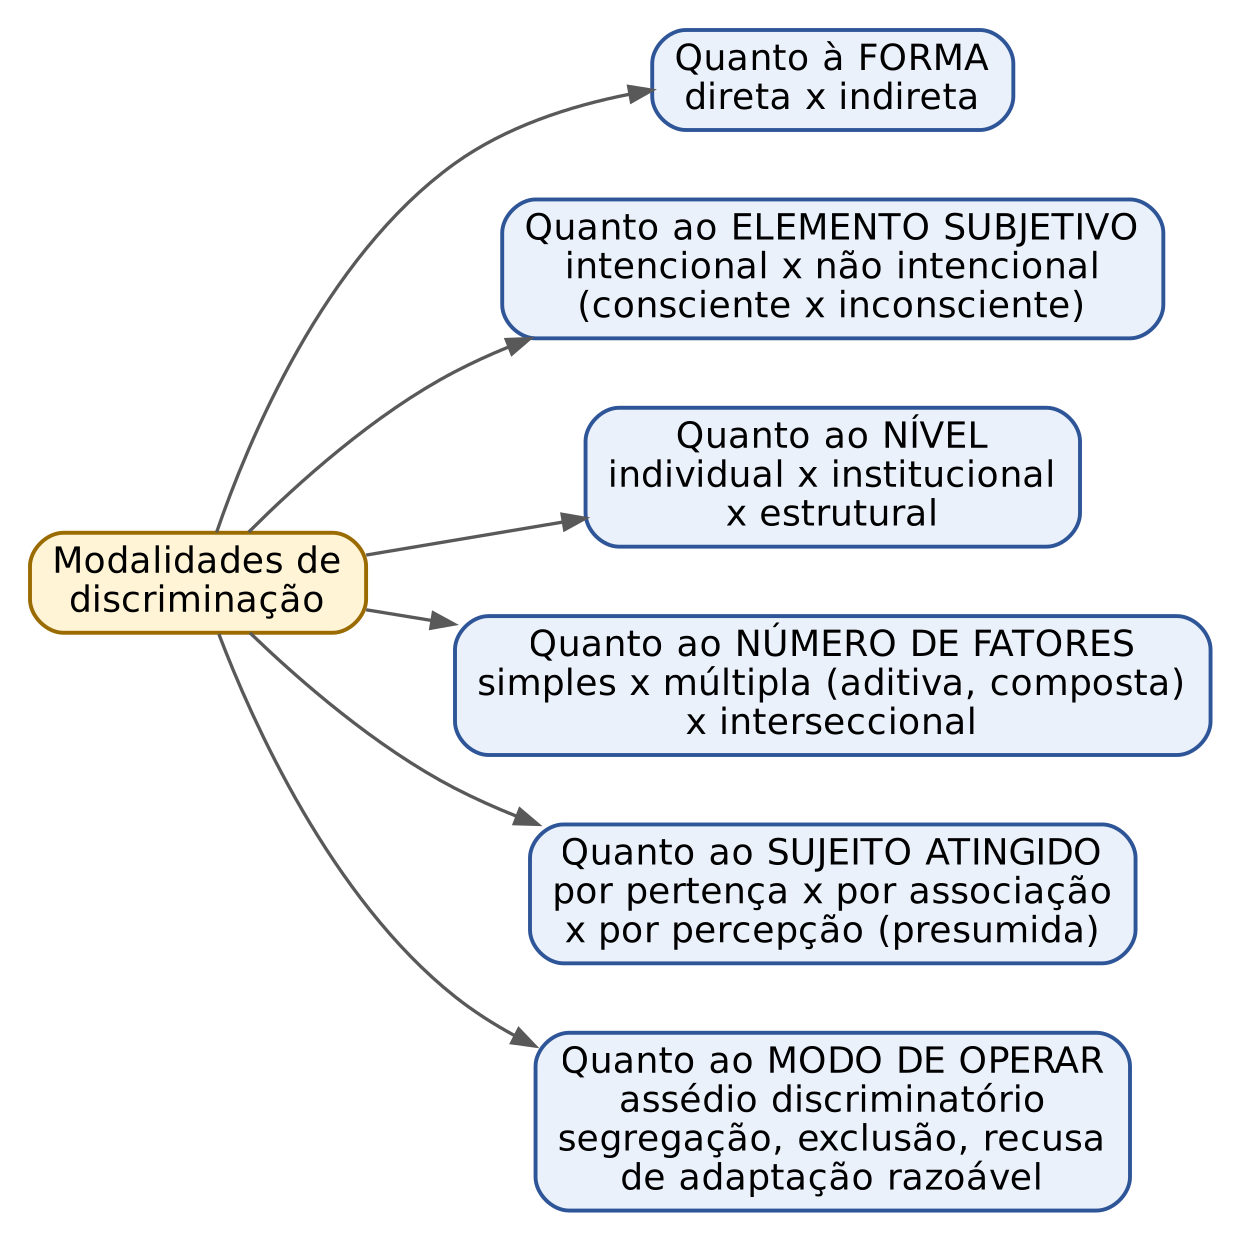 Quanto à FORMA
direta x indireta
Quanto ao ELEMENTO SUBJETIVO
intencional x não intencional
(consciente x inconsciente)
Quanto ao NÍVEL
individual x institucional
x estrutural
Modalidades de
discriminação
Quanto ao NÚMERO DE FATORES
simples x múltipla (aditiva, composta)
x interseccional
Quanto ao SUJEITO ATINGIDO
por pertença x por associação
x por percepção (presumida)
Quanto ao MODO DE OPERAR
assédio discriminatório
segregação, exclusão, recusa
de adaptação razoável